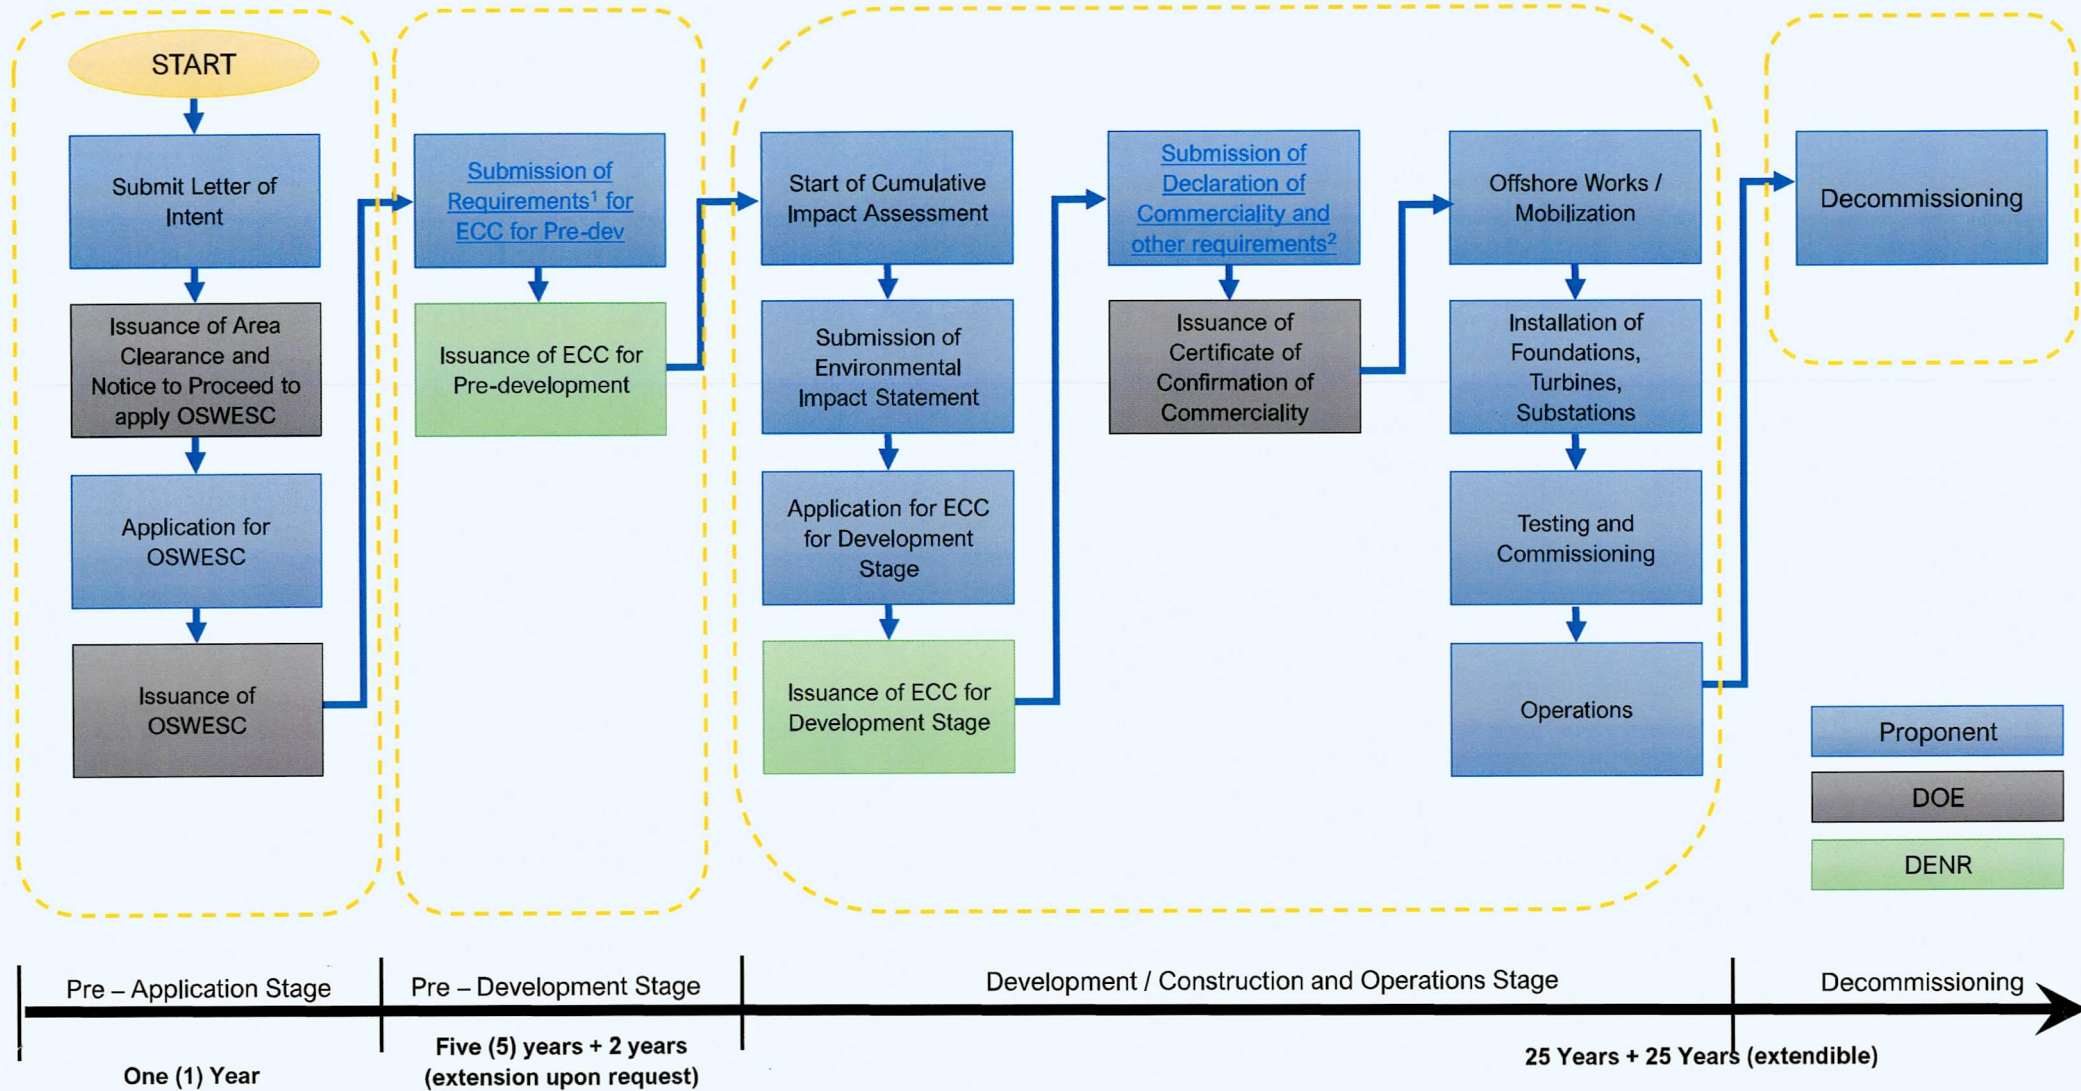 START
Submit Letter of
Intent
Issuance of Area
Clearance and
Notice to Proceed to
apply OSWESC
Application for
OSWESC
Issuance of
OSWESC
Submission of
Requirements¹ for
ECC for Pre-dev
Issuance of ECC for
Pre-development
Start of Cumulative
Impact Assessment
Submission of
Environmental
Impact Statement
Application for ECC
for Development
Stage
Issuance of ECC for
Development Stage
Submission of
Declaration of
Commerciality and
other requirements²
Issuance of
Certificate of
Confirmation of
Commerciality
Offshore Works /
Mobilization
Installation of
Foundations,
Turbines,
Substations
Testing and
Commissioning
Operations
Decommissioning
Proponent
DOE
DENR
Pre – Application Stage
Pre – Development Stage
Development / Construction and Operations Stage
Decommissioning
One (1) Year
Five (5) years + 2 years
(extension upon request)
25 Years + 25 Years (extendible)